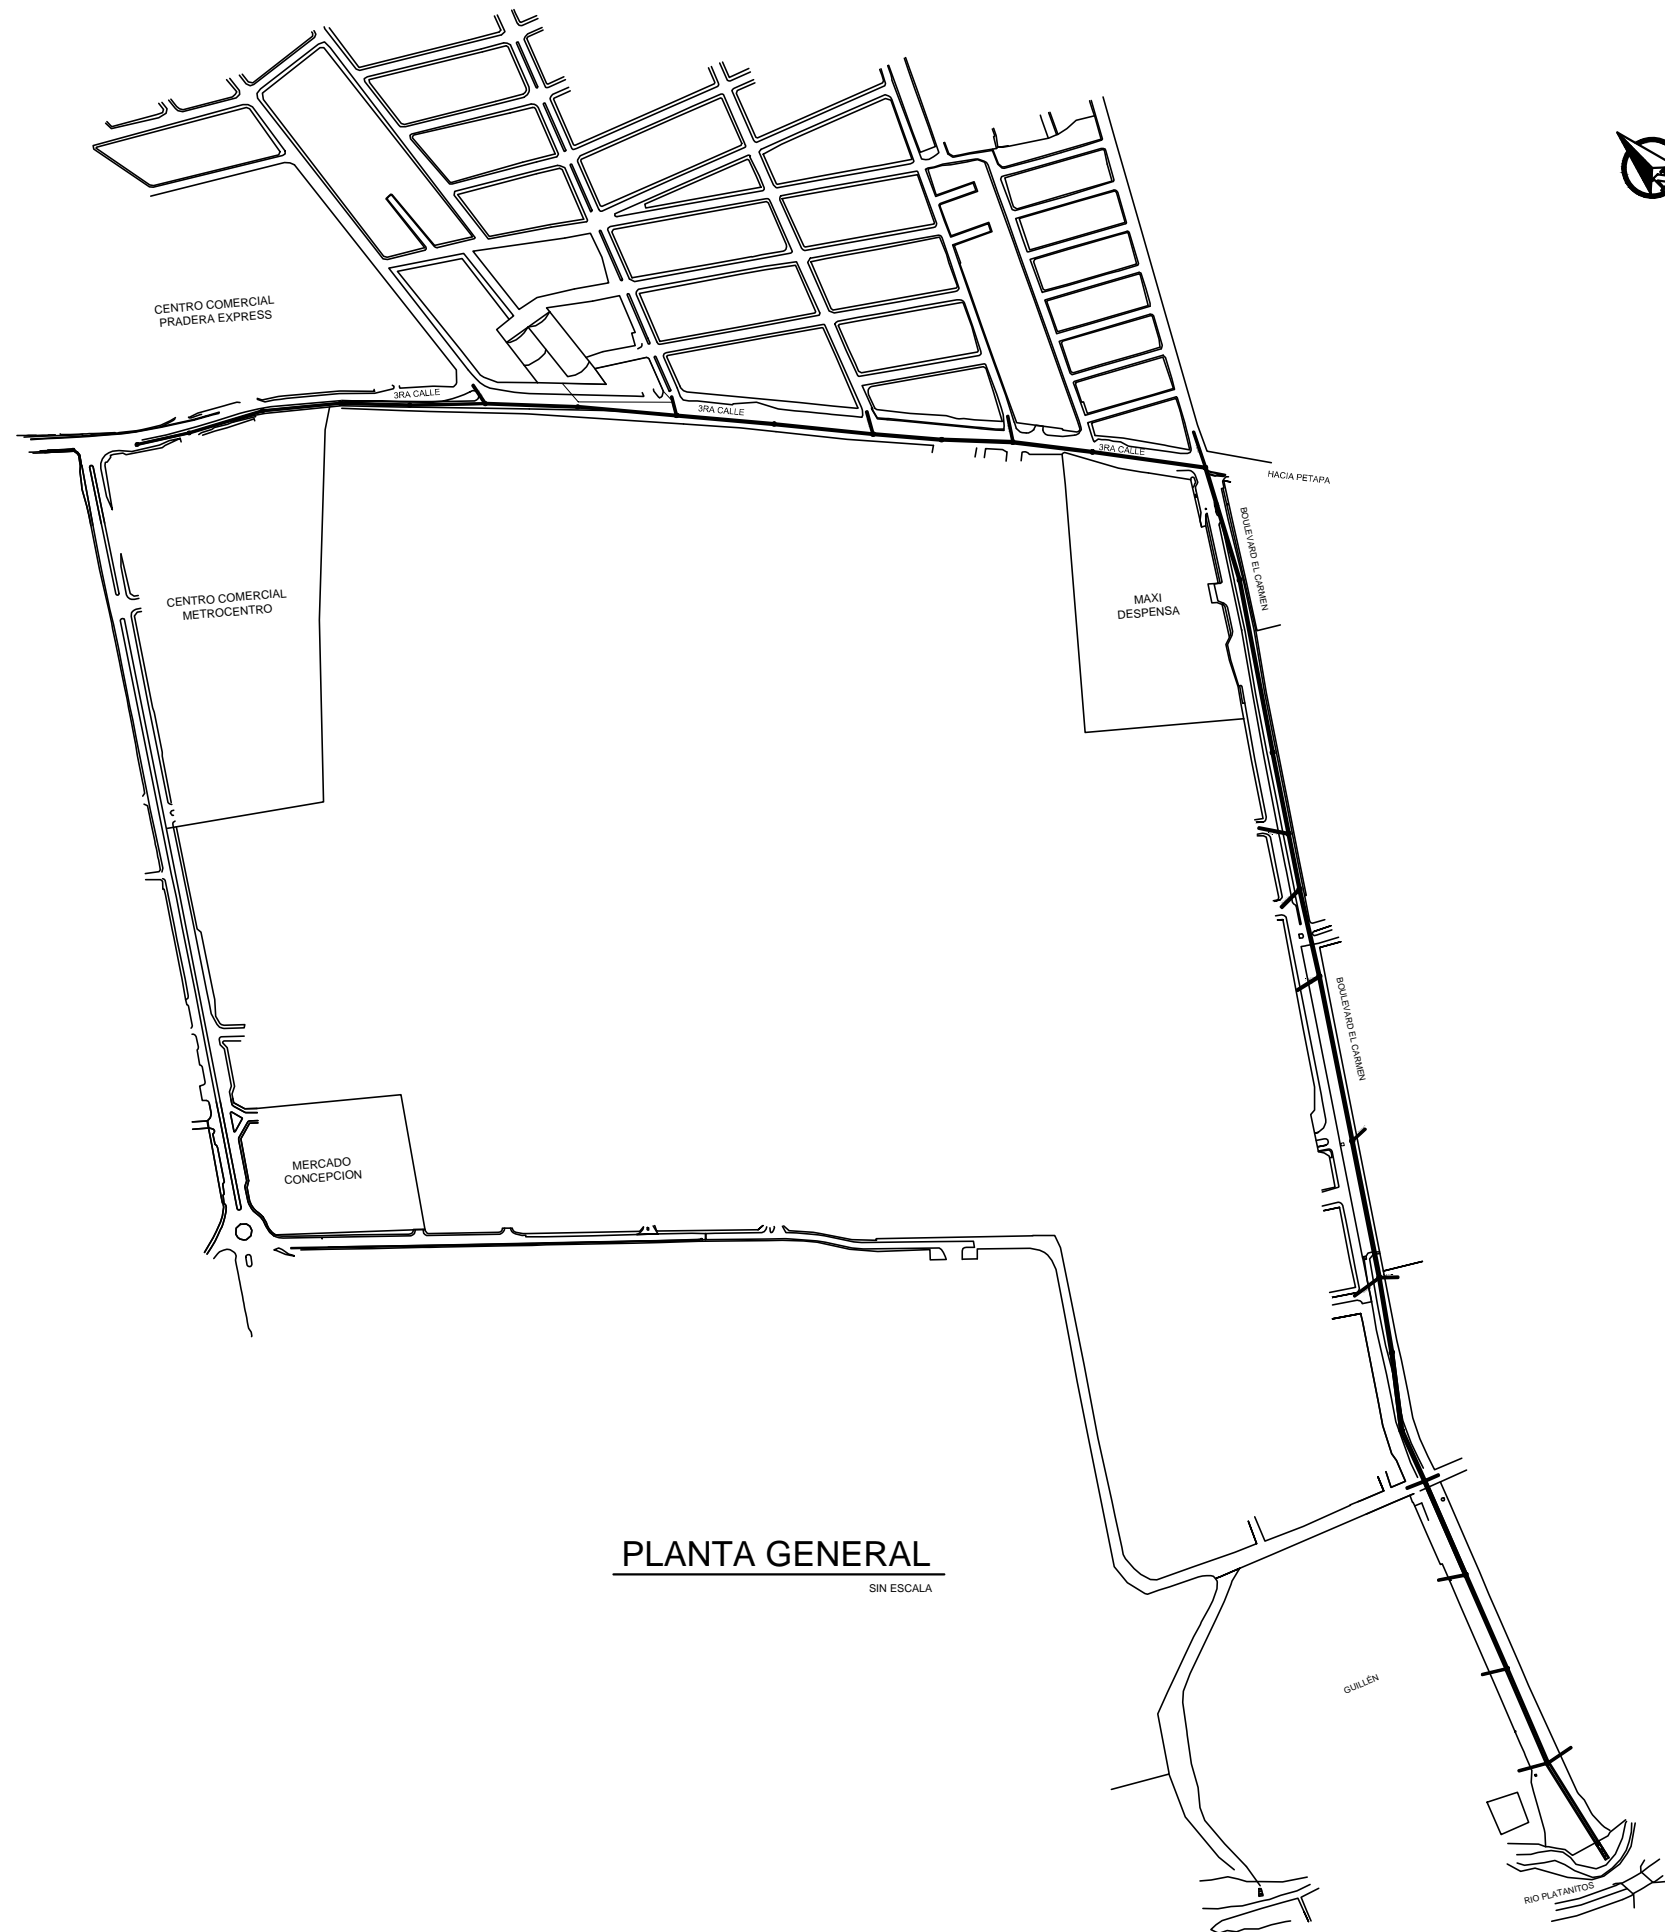 CENTRO COMERCIAL
PRADERA EXPRESS
3RA CALLE
3RA CALLE
3RA CALLE
HACIA PETAPA
BOULEVARD EL CARMEN
CENTRO COMERCIAL
METROCENTRO
MAXI
DESPENSA
BOULEVARD EL CARMEN
MERCADO
CONCEPCION
PLANTA GENERAL
SIN ESCALA
GUILLÉN
RIO PLATANITOS